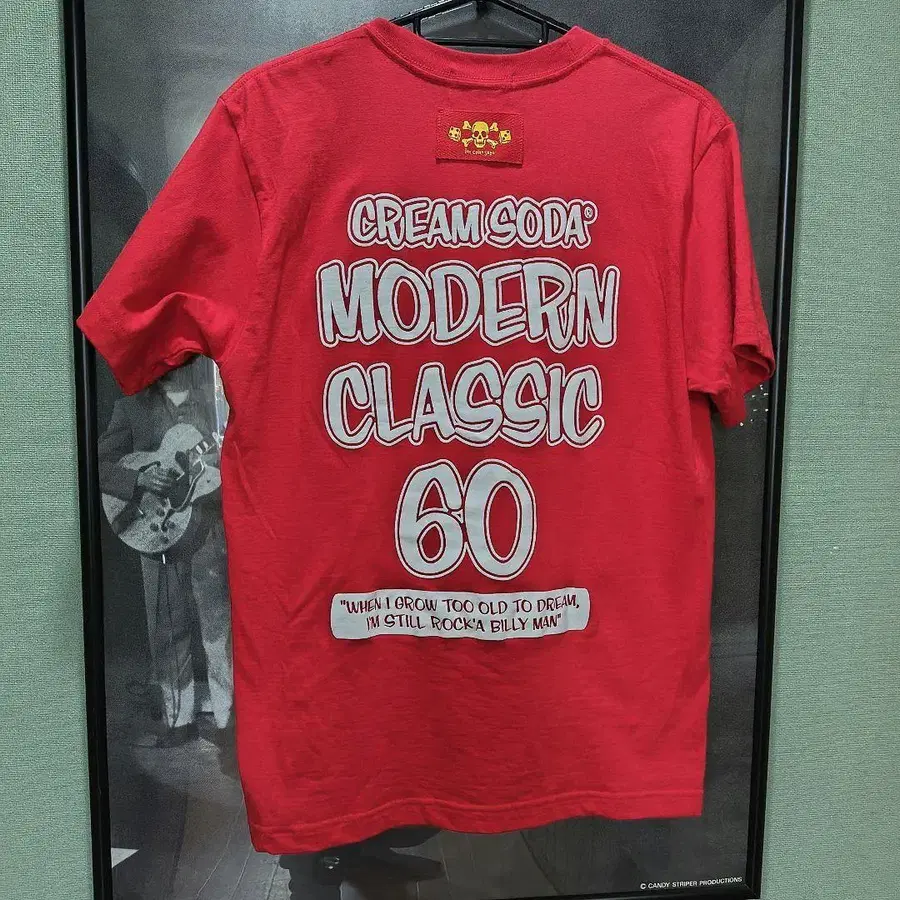 CREAM SODA®
MODERN
CLASSIC
60
"WHEN I GROW TOO OLD TO DREAM,
I'M STILL ROCK'A BILLY MAN"
© CANDY STRIPER PRODUCTIONS